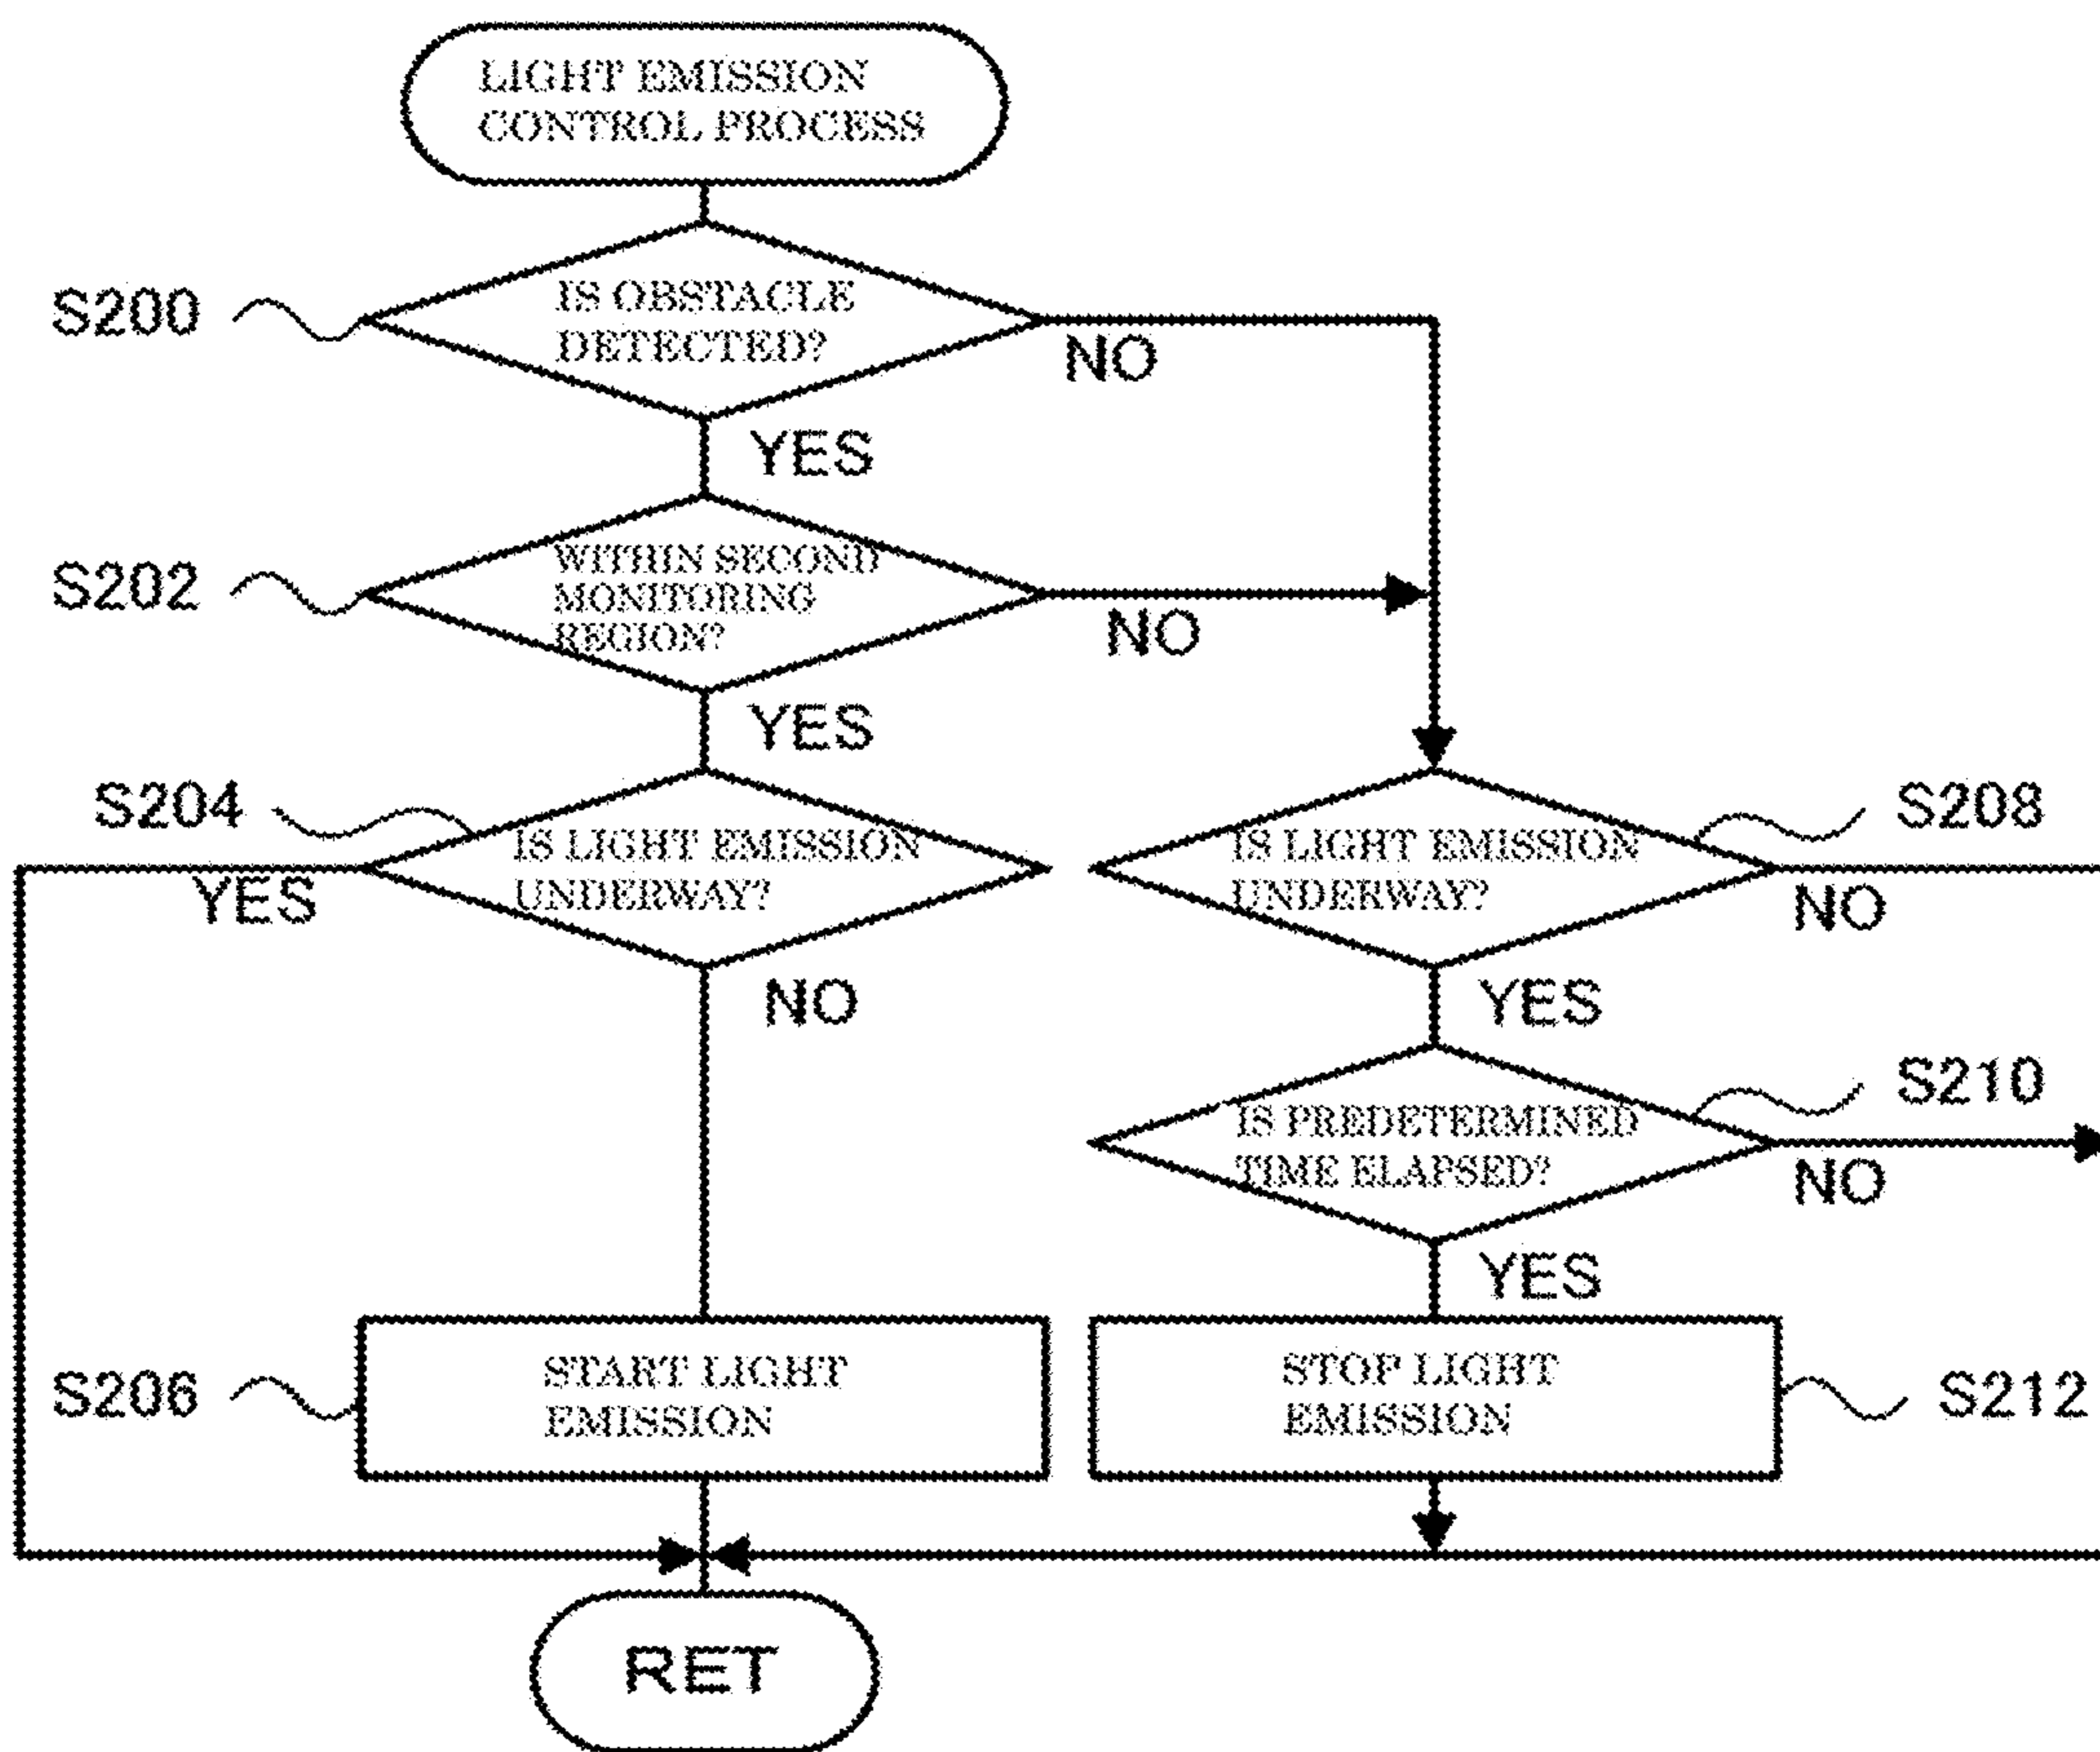 LIGHT EMISSION
CONTROL PROCESS
S200
IS OBSTACLE
DETECTED?
NO
YES
S202
WITHIN SECOND
MONITORING
REGION?
NO
YES
S204
IS LIGHT EMISSION
UNDERWAY?
YES
NO
S208
IS LIGHT EMISSION
UNDERWAY?
NO
YES
S210
IS PREDETERMINED
TIME ELAPSED?
NO
YES
S206
START LIGHT
EMISSION
STOP LIGHT
EMISSION
S212
RET